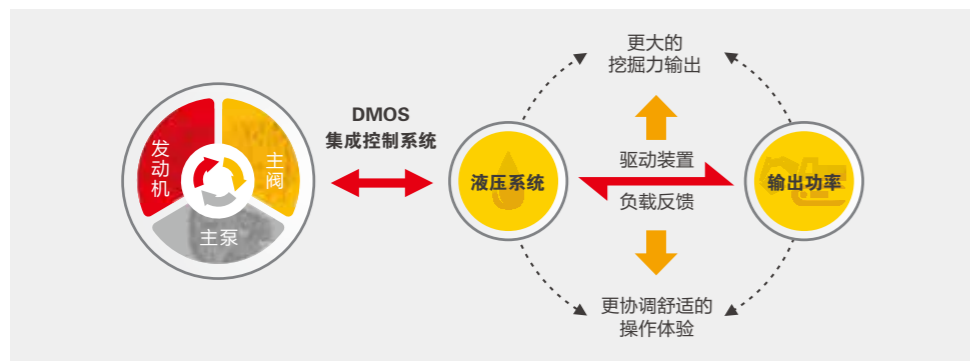 发动机
主阀
主泵
DMOS
集成控制系统
液压系统
更大的
挖掘力输出
驱动装置
负载反馈
更协调舒适的
操作体验
输出功率